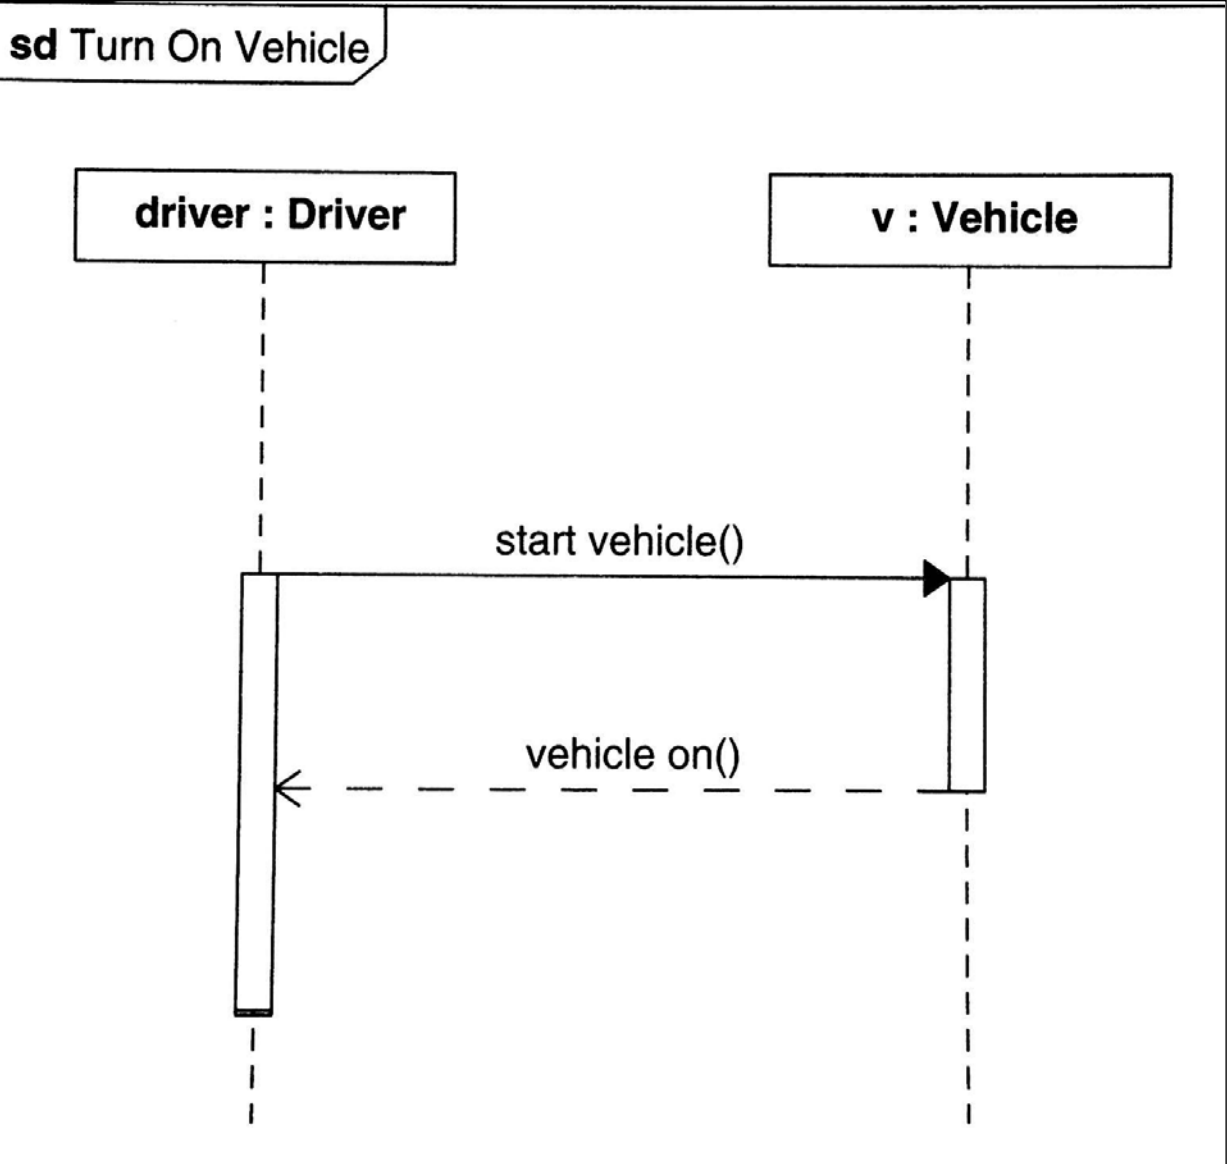 sd Turn On Vehicle
driver : Driver
v : Vehicle
start vehicle()
vehicle on()